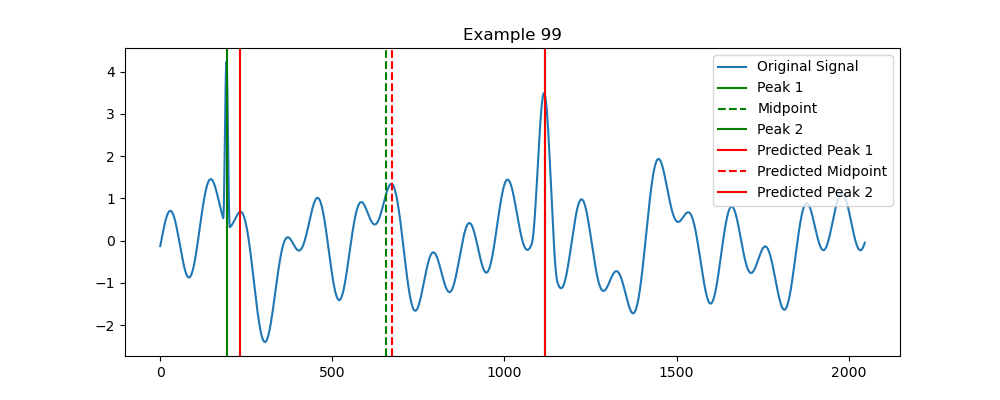 Example 99
4
3
2
1
0
−1
−2
0
500
1000
1500
2000
Original Signal
Peak 1
Midpoint
Peak 2
Predicted Peak 1
Predicted Midpoint
Predicted Peak 2